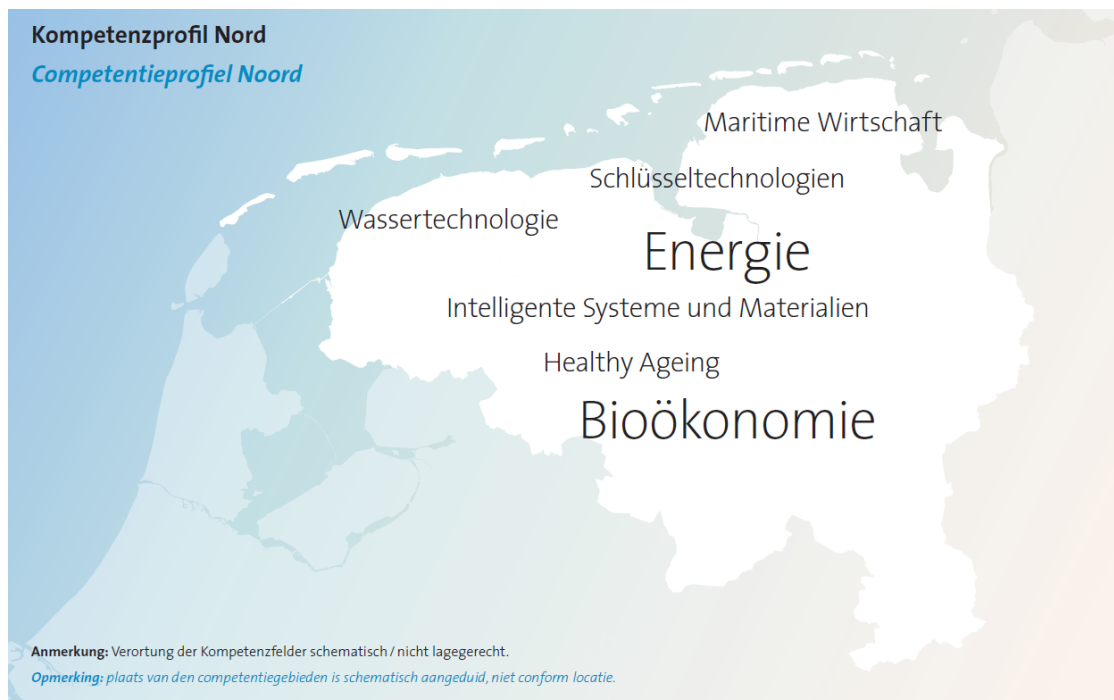 Kompetenzprofil Nord
Competentieprofiel Noord
Maritime Wirtschaft
Schlüsseltechnologien
Wassertechnologie
Energie
Intelligente Systeme und Materialien
Healthy Ageing
Bioökonomie
Anmerkung: Verortung der Kompetenzfelder schematisch / nicht lagegerecht.
Opmerking: plaats van den competentiegebieden is schematisch aangeduid, niet conform locatie.